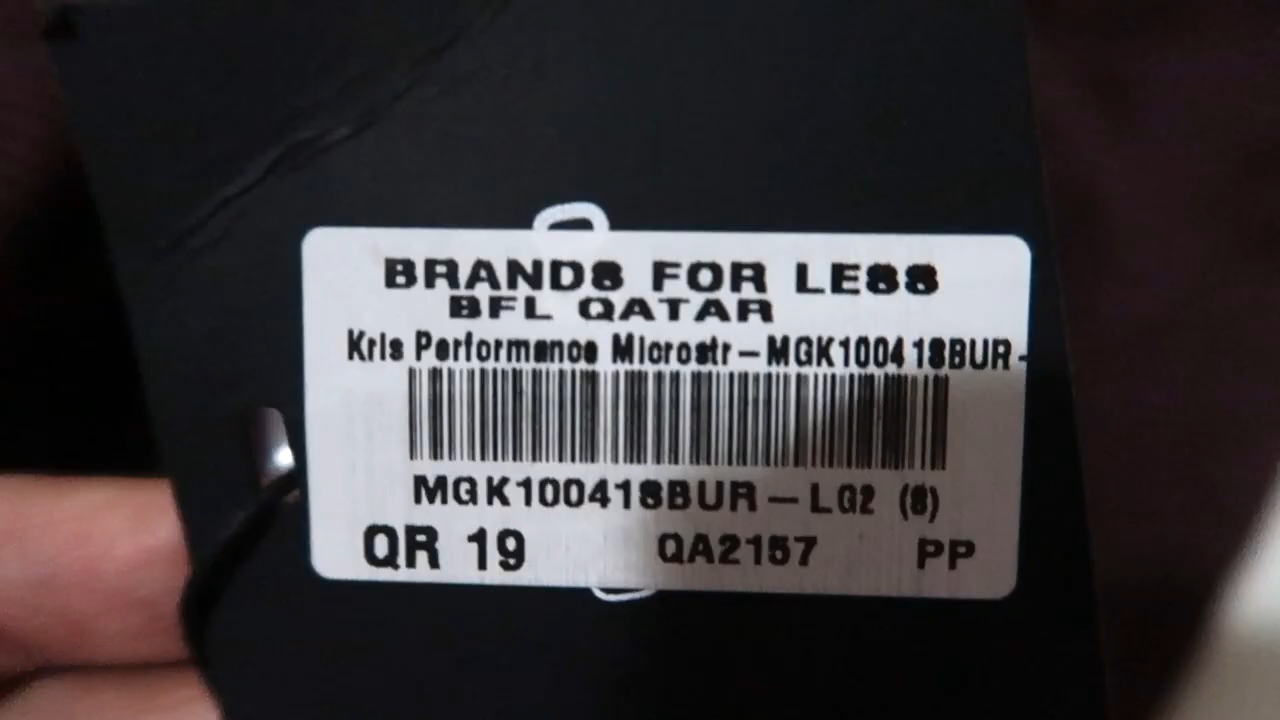 BRANDS FOR LESS
BFL QATAR
Kris Performance Microstr-MGK100418BUR-
MGK100418BUR-LG2 (8)
QR 19 QA2157 PP